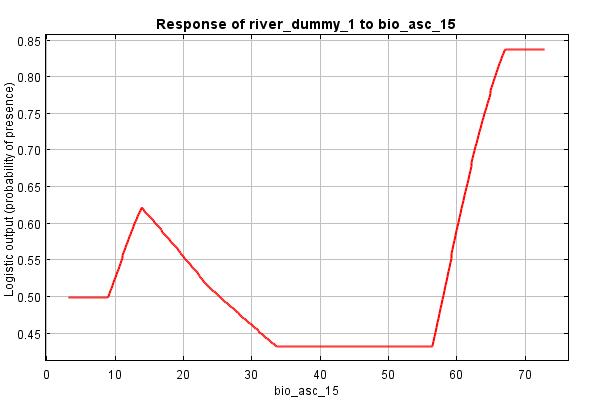 Response of river_dummy_1 to bio_asc_15
Logistic output (probability of presence)
0.85
0.80
0.75
0.70
0.65
0.60
0.55
0.50
0.45
0 10 20 30 40 50 60 70
bio_asc_15